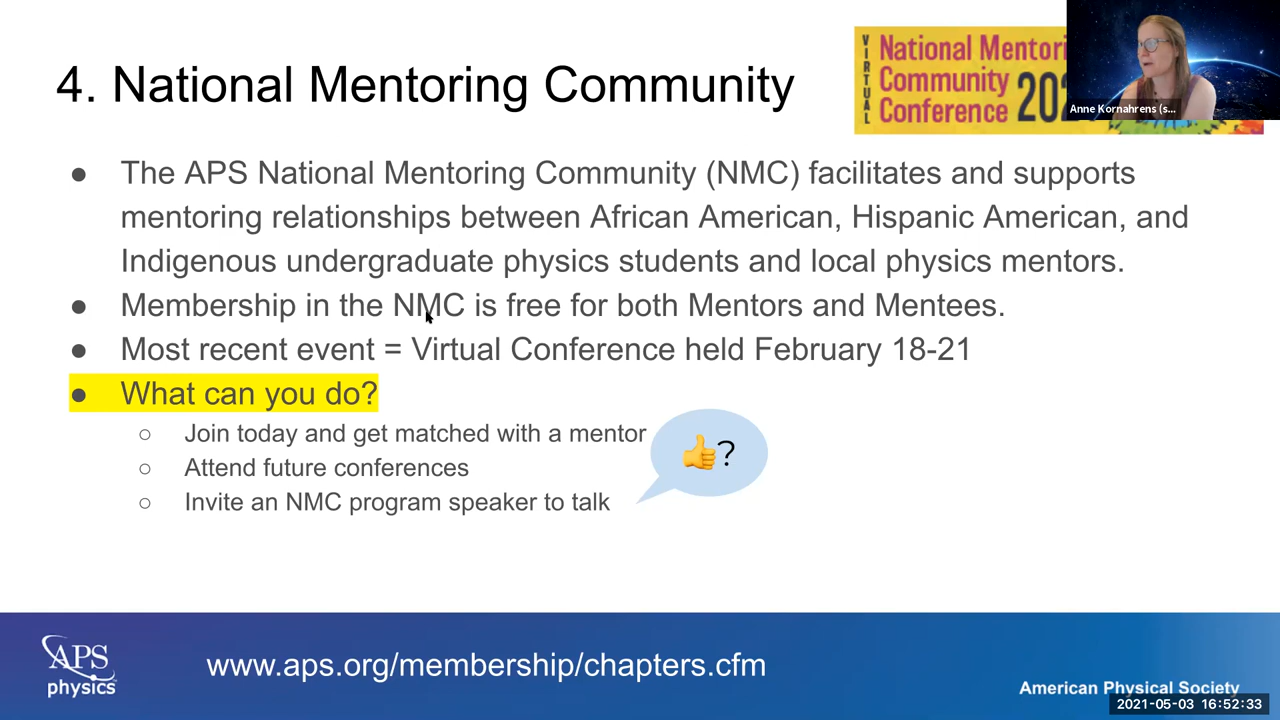 4. National Mentoring Community
VIRTUAL
National Mentori
Community
Conference 202
Anne Kornahrens (s...
● The APS National Mentoring Community (NMC) facilitates and supports
mentoring relationships between African American, Hispanic American, and
Indigenous undergraduate physics students and local physics mentors.
● Membership in the NMC is free for both Mentors and Mentees.
● Most recent event = Virtual Conference held February 18-21
● What can you do?
○ Join today and get matched with a mentor
○ Attend future conferences
○ Invite an NMC program speaker to talk
👍?
APS
physics
www.aps.org/membership/chapters.cfm
American Physical Society
2021-05-03 16:52:33